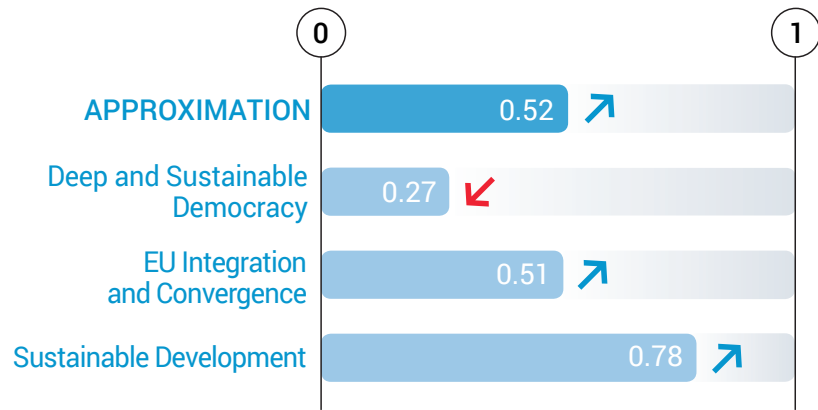 0
1
APPROXIMATION
0.52
Deep and Sustainable
Democracy
0.27
EU Integration
and Convergence
0.51
Sustainable Development
0.78